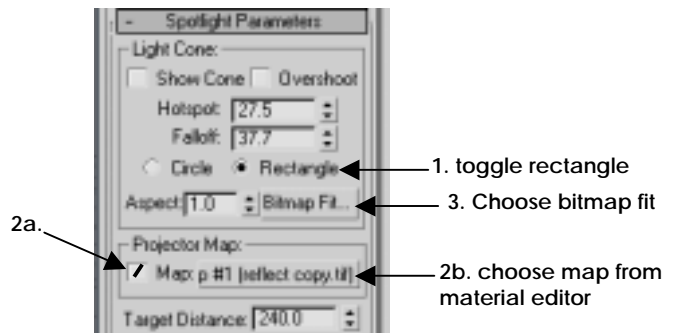 - Spotlight Parameters
Light Cone:
Show Cone Overshoot
Hotspot: 27.5
Falloff: 37.7
Circle Rectangle
1. toggle rectangle
Aspect: 1.0 Bitmap Fit...
3. Choose bitmap fit
2a.
Projector Map:
Map: p #1 (reflect copy.tif)
2b. choose map from
material editor
Target Distance: 240.0